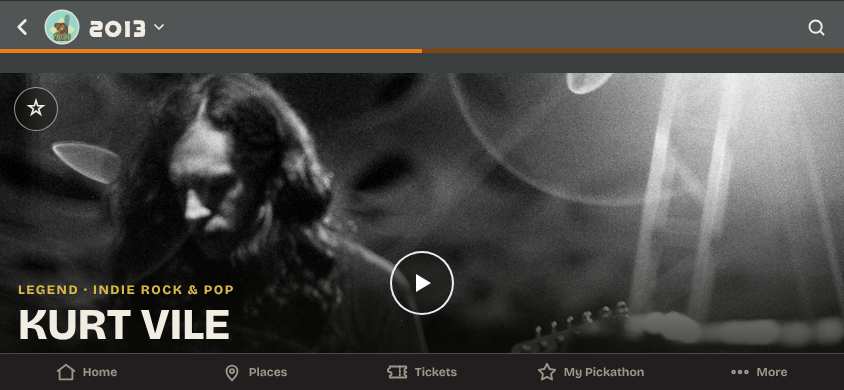 2013
LEGEND · INDIE ROCK & POP
KURT VILE
Home
Places
Tickets
My Pickathon
More